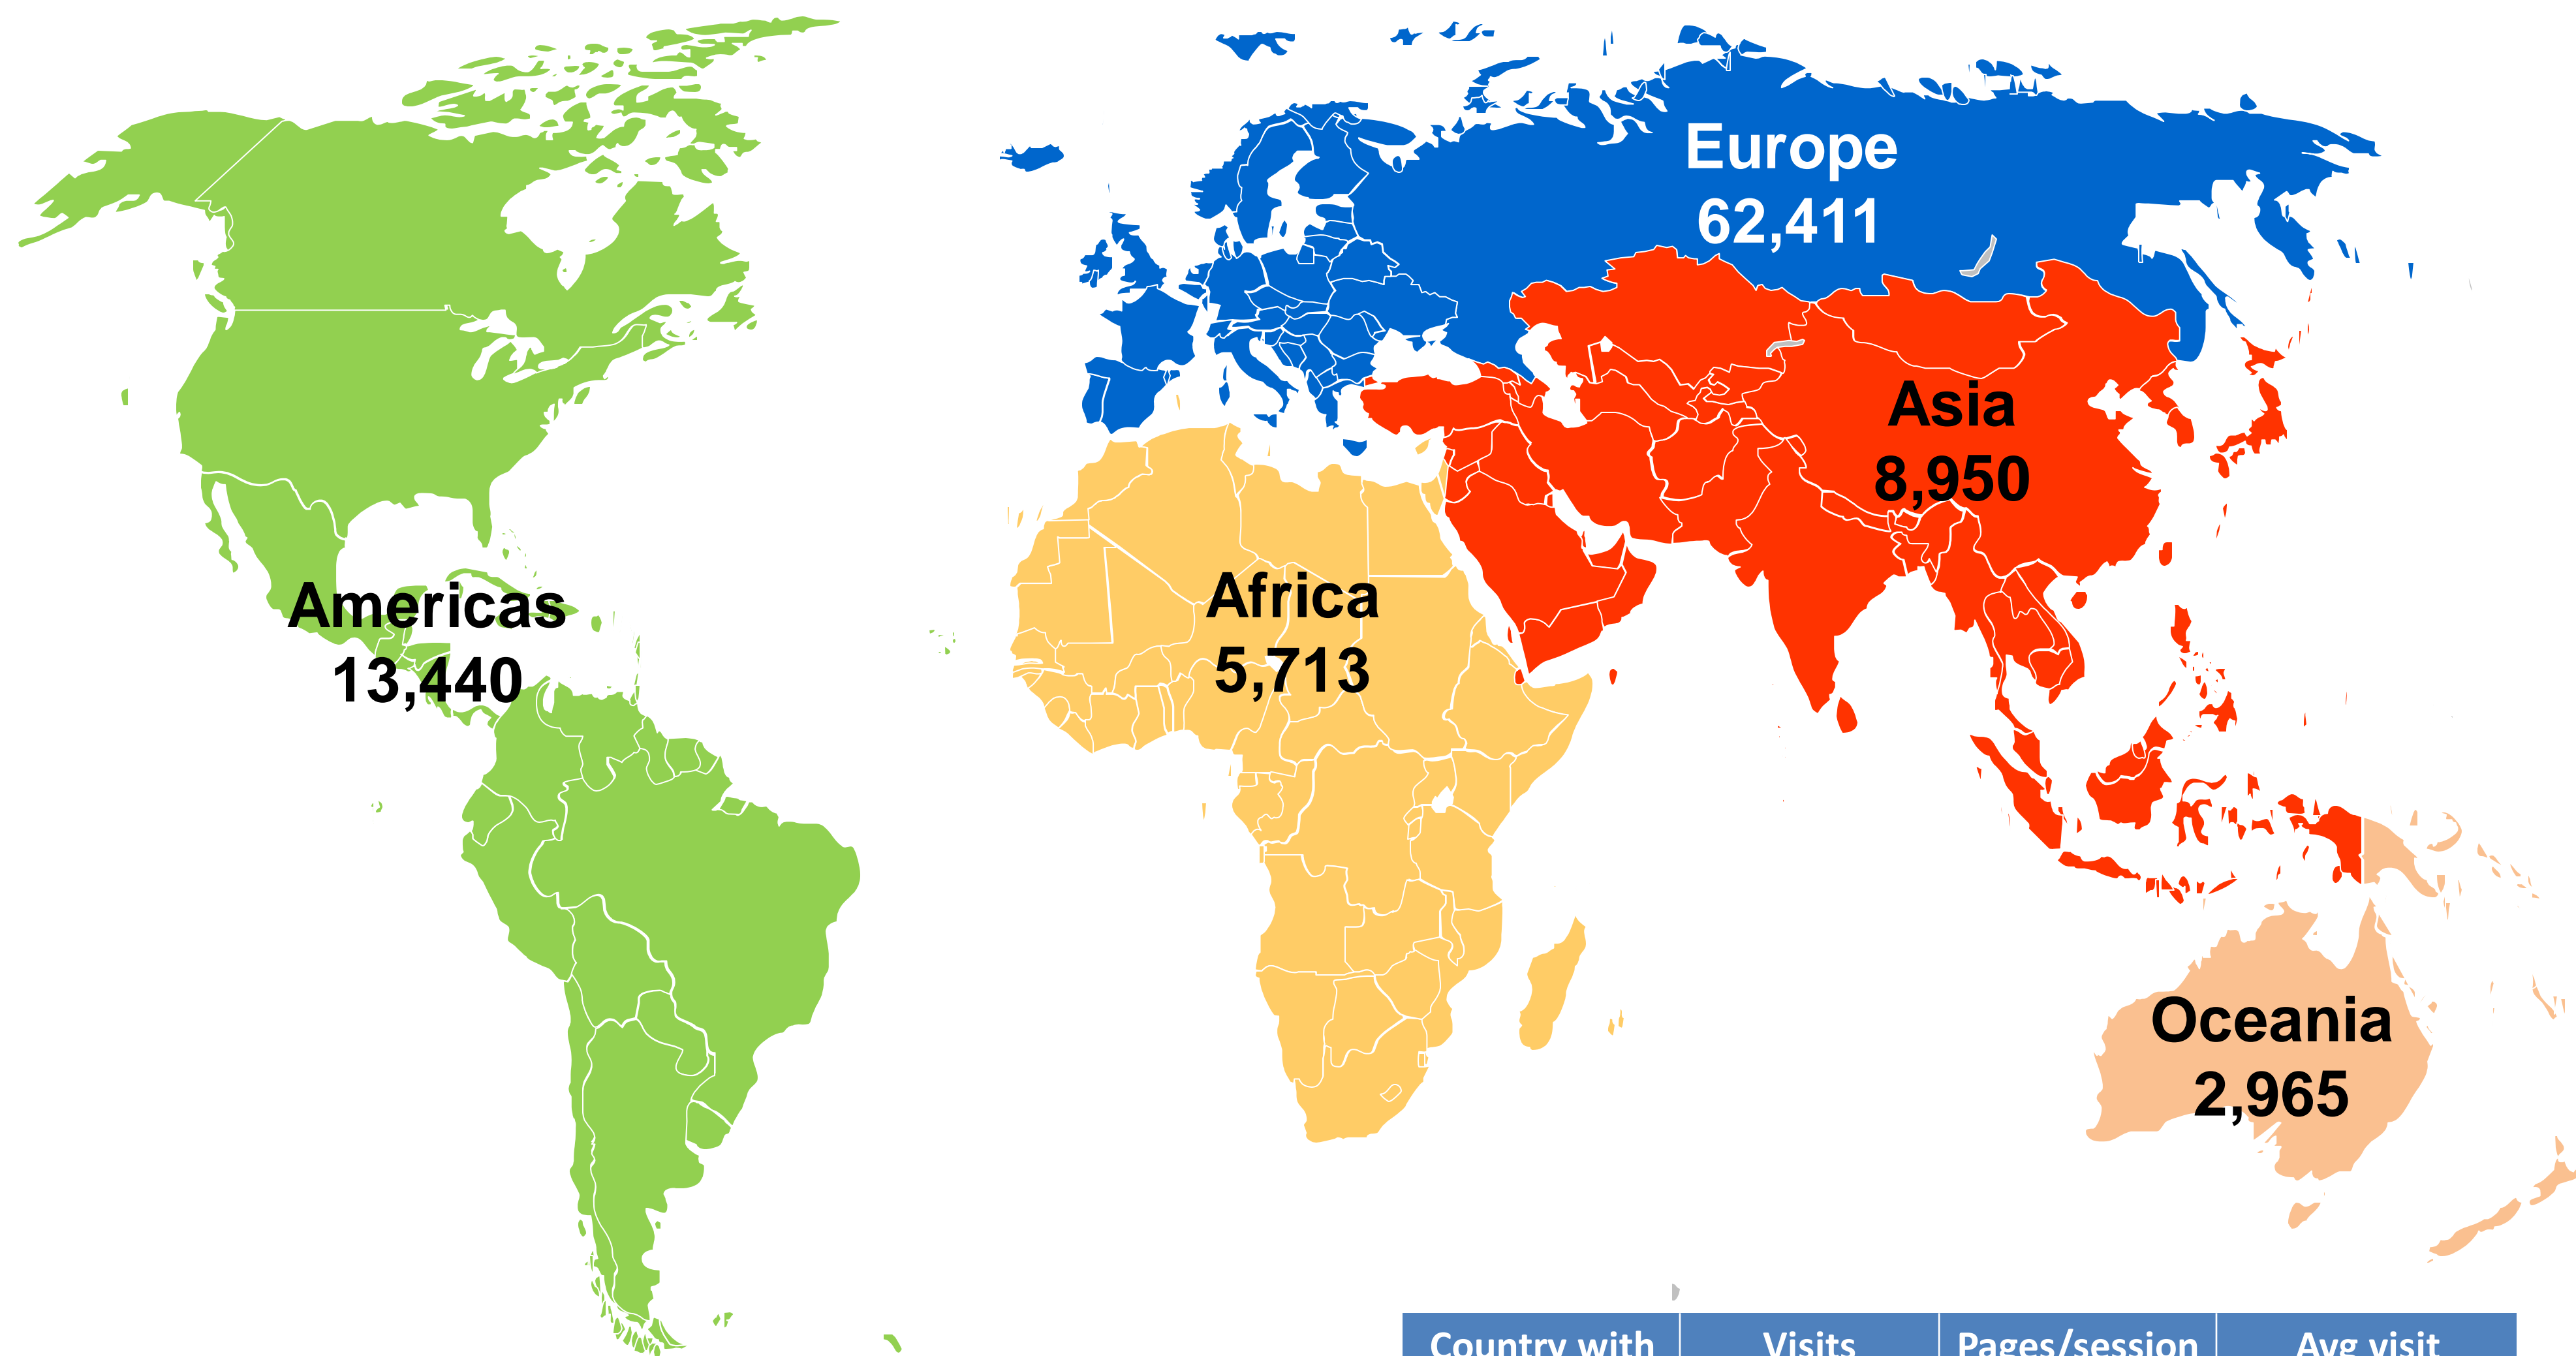 Europe
62,411
Asia
8,950
Americas
13,440
Africa
5,713
Oceania
2,965
Country with Visits Pages/session Avg visit